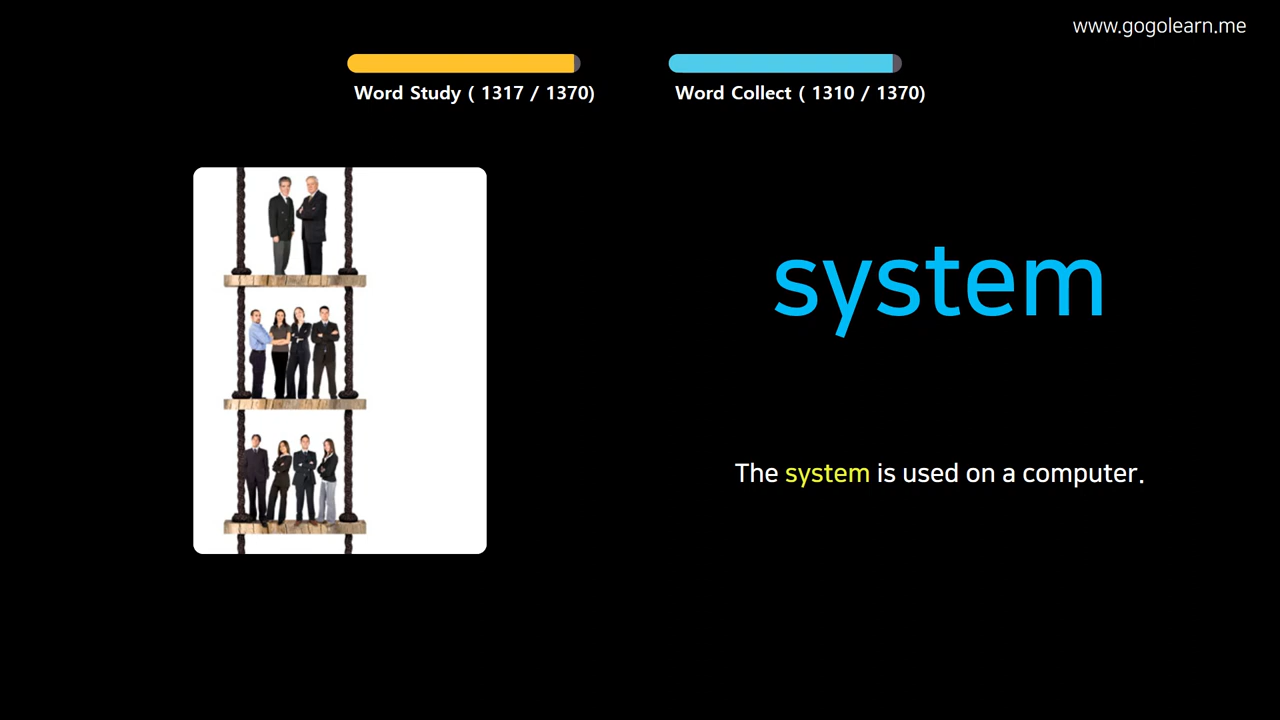 www.gogolearn.me
Word Study ( 1317 / 1370)
Word Collect ( 1310 / 1370)
system
The system is used on a computer.